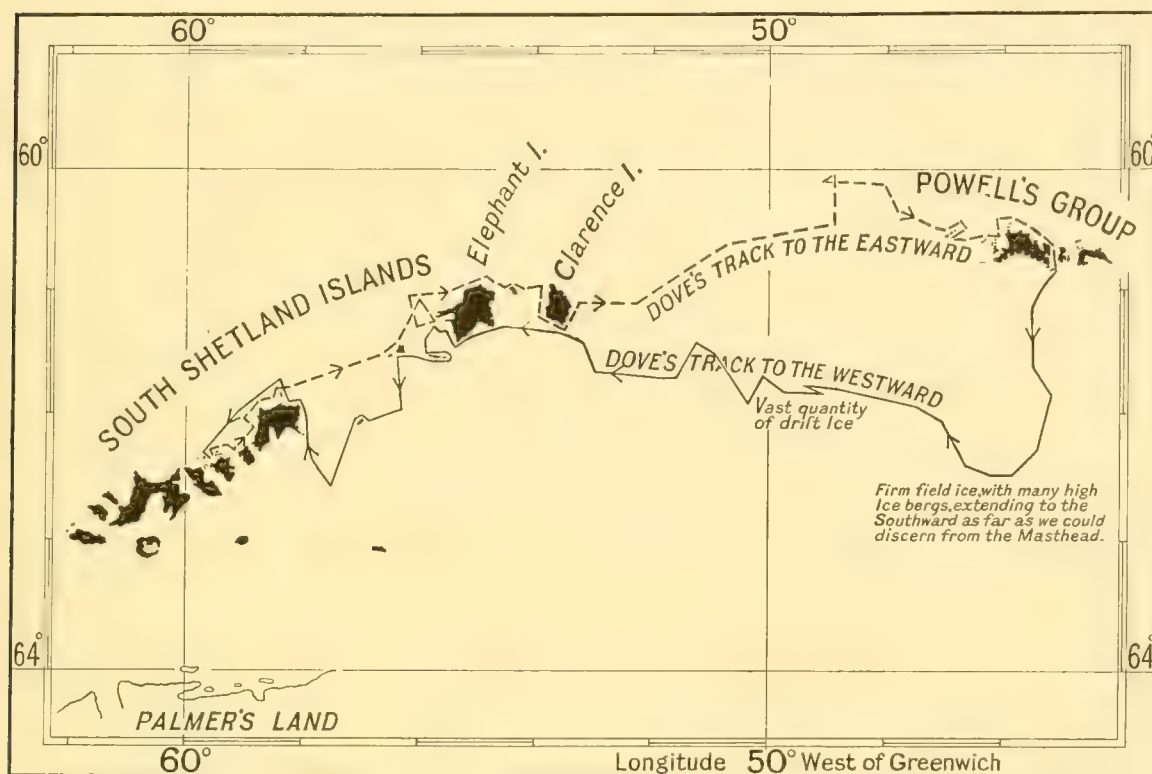 60° 50°
60° 60°
Elephant I.
Clarence I.
POWELL'S GROUP
SOUTH SHETLAND ISLANDS
DOVE'S TRACK TO THE EASTWARD
DOVE'S TRACK TO THE WESTWARD
Vast quantity
of drift Ice
Firm field ice, with many high
Ice bergs, extending to the
Southward as far as we could
discern from the Masthead.
64° 64°
PALMER'S LAND
60° Longitude 50° West of Greenwich